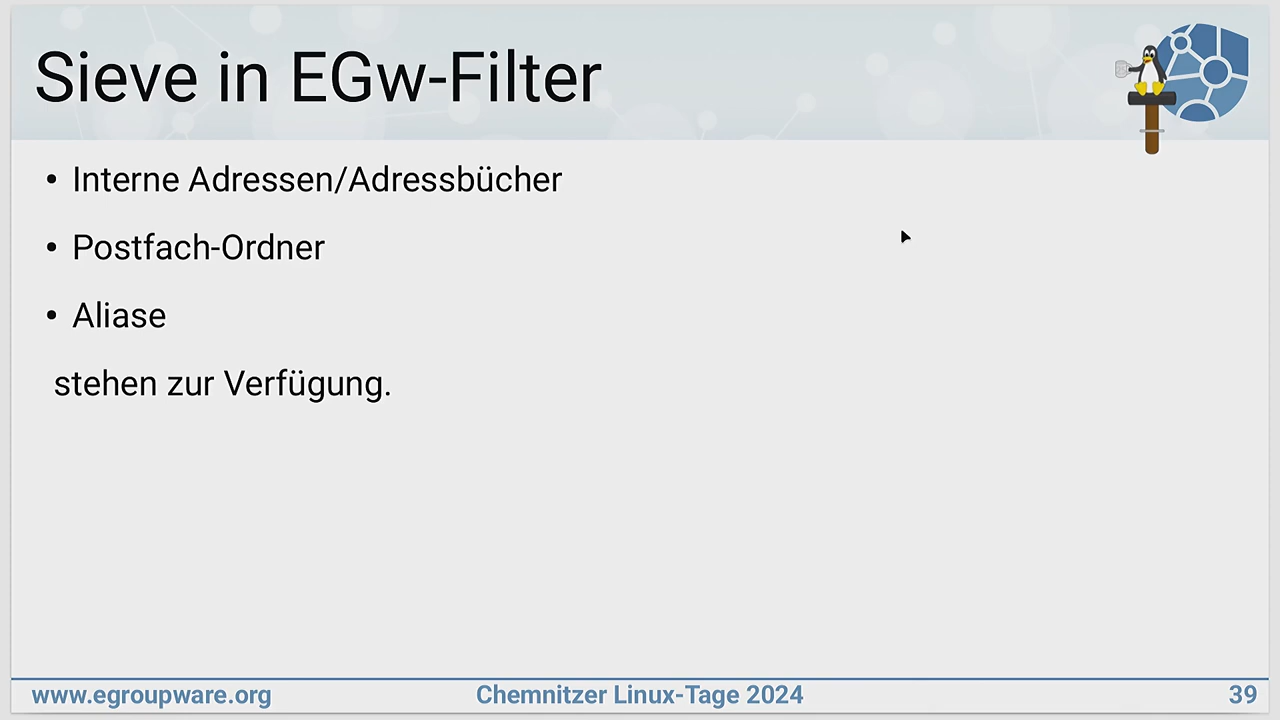 Sieve in EGw-Filter
• Interne Adressen/Adressbücher
• Postfach-Ordner
• Aliase
stehen zur Verfügung.
www.egroupware.org
Chemnitzer Linux-Tage 2024
39